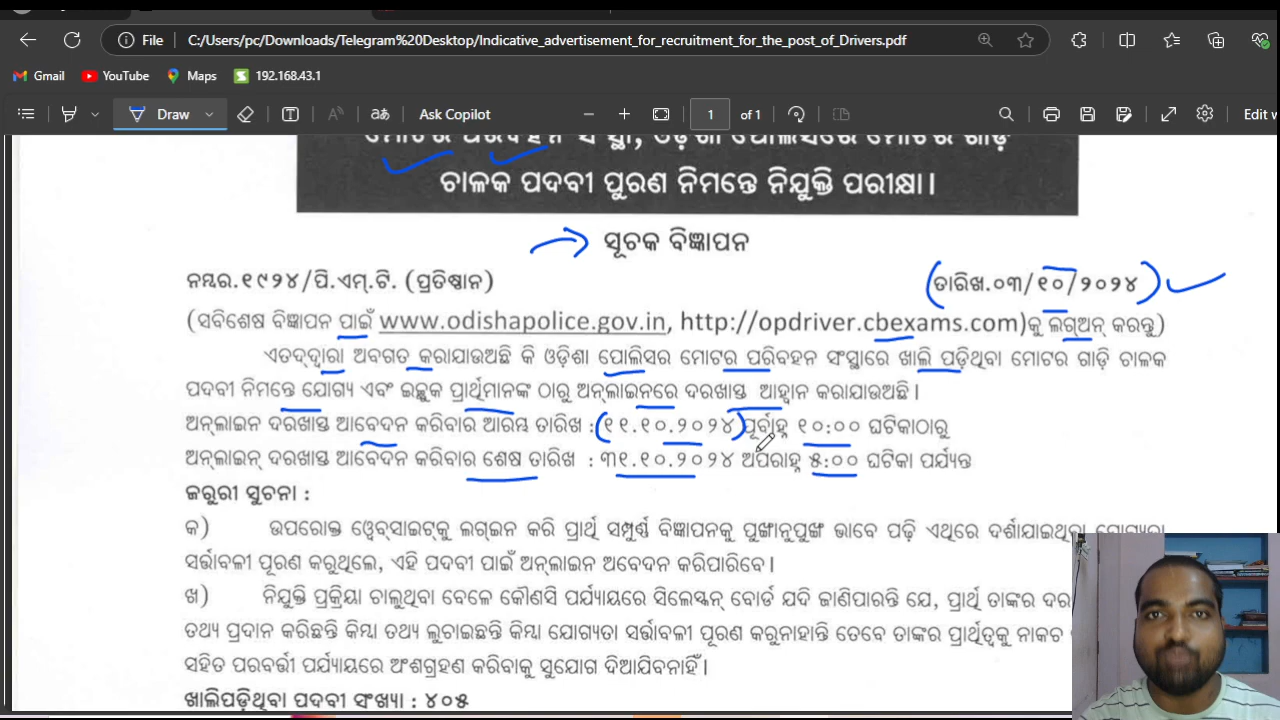 File
C:/Users/pc/Downloads/Telegram%20Desktop/Indicative_advertisement_for_recruitment_for_the_post_of_Drivers.pdf
Gmail YouTube Maps 192.168.43.1
Draw Ask Copilot 1 of 1 Edit w
ମୋଟର ପରିବହନ ସଂସ୍ଥା, ଓଡ଼ିଶା ପୋଲିସରେ ମୋଟର ଗାଡ଼ି
ଚାଳକ ପଦବୀ ପୁରଣ ନିମନ୍ତେ ନିଯୁକ୍ତି ପରୀକ୍ଷା।
ସୂଚକ ବିଜ୍ଞାପନ
ନମ୍ବର.୧୯୨୪/ପି.ଏମ୍.ଟି. (ପ୍ରତିଷ୍ଠାନ) ତାରିଖ.୦୩/୧୦/୨୦୨୪
(ସବିଶେଷ ବିଜ୍ଞାପନ ପାଇଁ www.odishapolice.gov.in, http://opdriver.cbexams.com)କୁ ଲଗ୍ଅନ୍ କରନ୍ତୁ)
ଏତଦ୍ଦ୍ୱାରା ଅବଗତ କରାଯାଉଅଛି କି ଓଡ଼ିଶା ପୋଲିସର ମୋଟର ପରିବହନ ସଂସ୍ଥାରେ ଖାଲି ପଡ଼ିଥିବା ମୋଟର ଗାଡ଼ି ଚାଳକ
ପଦବୀ ନିମନ୍ତେ ଯୋଗ୍ୟ ଏବଂ ଇଚ୍ଛୁକ ପ୍ରାର୍ଥିମାନଙ୍କ ଠାରୁ ଅନ୍‌ଲାଇନରେ ଦରଖାସ୍ତ ଆହ୍ୱାନ କରାଯାଉଅଛି।
ଅନ୍‌ଲାଇନ ଦରଖାସ୍ତ ଆବେଦନ କରିବାର ଆରମ୍ଭ ତାରିଖ : ୧୧.୧୦.୨୦୨୪ ପୂର୍ବାହ୍ନ ୧୦:୦୦ ଘଟିକାଠାରୁ
ଅନ୍‌ଲାଇନ୍ ଦରଖାସ୍ତ ଆବେଦନ କରିବାର ଶେଷ ତାରିଖ : ୩୧.୧୦.୨୦୨୪ ଅପରାହ୍ନ ୫:୦୦ ଘଟିକା ପର୍ଯ୍ୟନ୍ତ
ଜରୁରୀ ସୁଚନା :
କ) ଉପରୋକ୍ତ ୱେବ୍‌ସାଇଟ୍‌କୁ ଲଗ୍ଇନ କରି ପ୍ରାର୍ଥି ସମ୍ପୁର୍ଣ୍ଣ ବିଜ୍ଞାପନକୁ ପୁଙ୍ଖାନୁପୁଙ୍ଖ ଭାବେ ପଢ଼ି ଏଥିରେ ଦର୍ଶାଯାଇଥିବା ଯୋଗ୍ୟତା
ସର୍ତ୍ତାବଳୀ ପୂରଣ କରୁଥିଲେ, ଏହି ପଦବୀ ପାଇଁ ଅନ୍‌ଲାଇନ ଅବେଦନ କରିପାରିବେ।
ଖ) ନିଯୁକ୍ତି ପ୍ରକ୍ରିୟା ଚାଲୁଥିବା ବେଳେ କୌଣସି ପର୍ଯ୍ୟାୟରେ ସିଲେକ୍ସନ୍ ବୋର୍ଡ ଯଦି ଜାଣିପାରନ୍ତି ଯେ, ପ୍ରାର୍ଥି ତାଙ୍କର
ତଥ୍ୟ ପ୍ରଦାନ କରିଛନ୍ତି କିମ୍ବା ତଥ୍ୟ ଲୁଚାଇଛନ୍ତି କିମ୍ବା ଯୋଗ୍ୟତା ସର୍ତ୍ତାବଳୀ ପୂରଣ କରୁନାହାନ୍ତି ତେବେ ତାଙ୍କର ପ୍ରାର୍ଥିତ୍ୱକୁ ନାକଚ
ସହିତ ପରବର୍ତ୍ତୀ ପର୍ଯ୍ୟାୟରେ ଅଂଶଗ୍ରହଣ କରିବାକୁ ସୁଯୋଗ ଦିଆଯିବନାହିଁ।
ଖାଲିପଡ଼ିଥିବା ପଦବୀ ସଂଖ୍ୟା : ୪୦୫